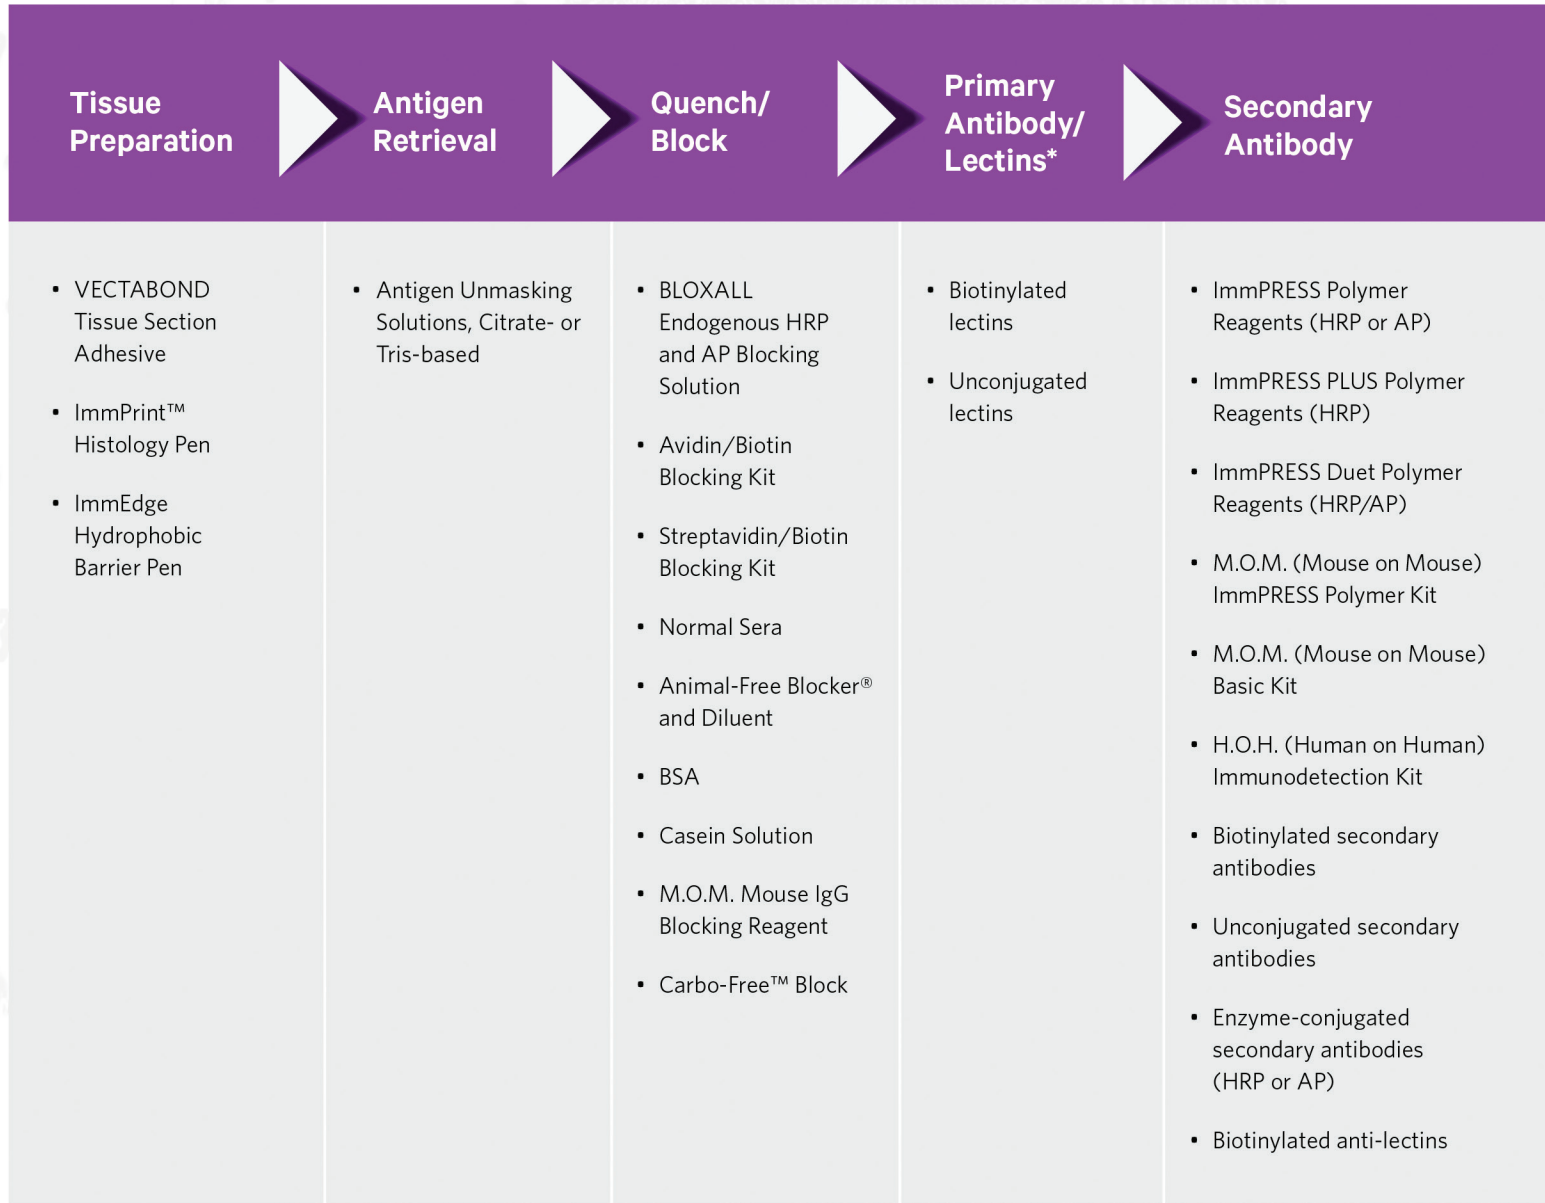 Tissue
Preparation
Antigen
Retrieval
Quench/
Block
Primary
Antibody/
Lectins*
Secondary
Antibody
• VECTABOND
Tissue Section
Adhesive
• ImmPrint™
Histology Pen
• ImmEdge
Hydrophobic
Barrier Pen
• Antigen Unmasking
Solutions, Citrate- or
Tris-based
• BLOXALL
Endogenous HRP
and AP Blocking
Solution
• Avidin/Biotin
Blocking Kit
• Streptavidin/Biotin
Blocking Kit
• Normal Sera
• Animal-Free Blocker®
and Diluent
• BSA
• Casein Solution
• M.O.M. Mouse IgG
Blocking Reagent
• Carbo-Free™ Block
• Biotinylated
lectins
• Unconjugated
lectins
• ImmPRESS Polymer
Reagents (HRP or AP)
• ImmPRESS PLUS Polymer
Reagents (HRP)
• ImmPRESS Duet Polymer
Reagents (HRP/AP)
• M.O.M. (Mouse on Mouse)
ImmPRESS Polymer Kit
• M.O.M. (Mouse on Mouse)
Basic Kit
• H.O.H. (Human on Human)
Immunodetection Kit
• Biotinylated secondary
antibodies
• Unconjugated secondary
antibodies
• Enzyme-conjugated
secondary antibodies
(HRP or AP)
• Biotinylated anti-lectins